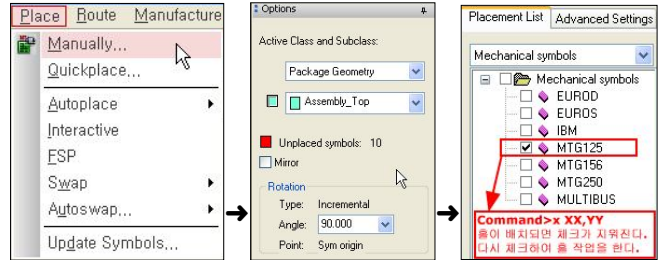 Place Route Manufacture
Manually...
Quickplace...
Autoplace
Interactive
FSP
Swap
Autoswap...
Update Symbols...
Options
Active Class and Subclass:
Package Geometry
Assembly_Top
Unplaced symbols: 10
Mirror
Rotation
Type: Incremental
Angle: 90.000
Point: Sym origin
Placement List Advanced Settings
Mechanical symbols
Mechanical symbols
EUROD
EUROS
IBM
MTG125
MTG156
MTG250
MULTIBUS
Command>x XX,YY
홀이 배치되면 체크가 지워진다.
다시 체크하여 홀 작업을 한다.